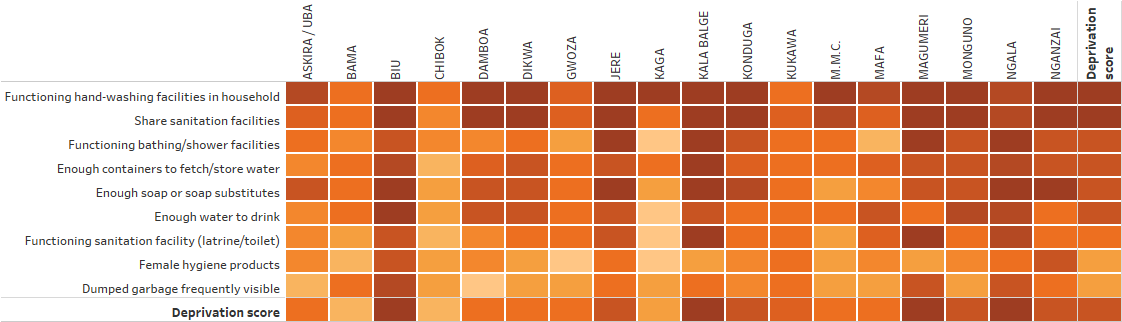 ASKIRA / UBA
BAMA
BIU
CHIBOK
DAMBOA
DIKWA
GWOZA
JERE
KAGA
KALA BALGE
KONDUGA
KUKAWA
M.M.C.
MAFA
MAGUMERI
MONGUNO
NGALA
NGANZAI
Deprivation
score
Functioning hand-washing facilities in household
Share sanitation facilities
Functioning bathing/shower facilities
Enough containers to fetch/store water
Enough soap or soap substitutes
Enough water to drink
Functioning sanitation facility (latrine/toilet)
Female hygiene products
Dumped garbage frequently visible
Deprivation score